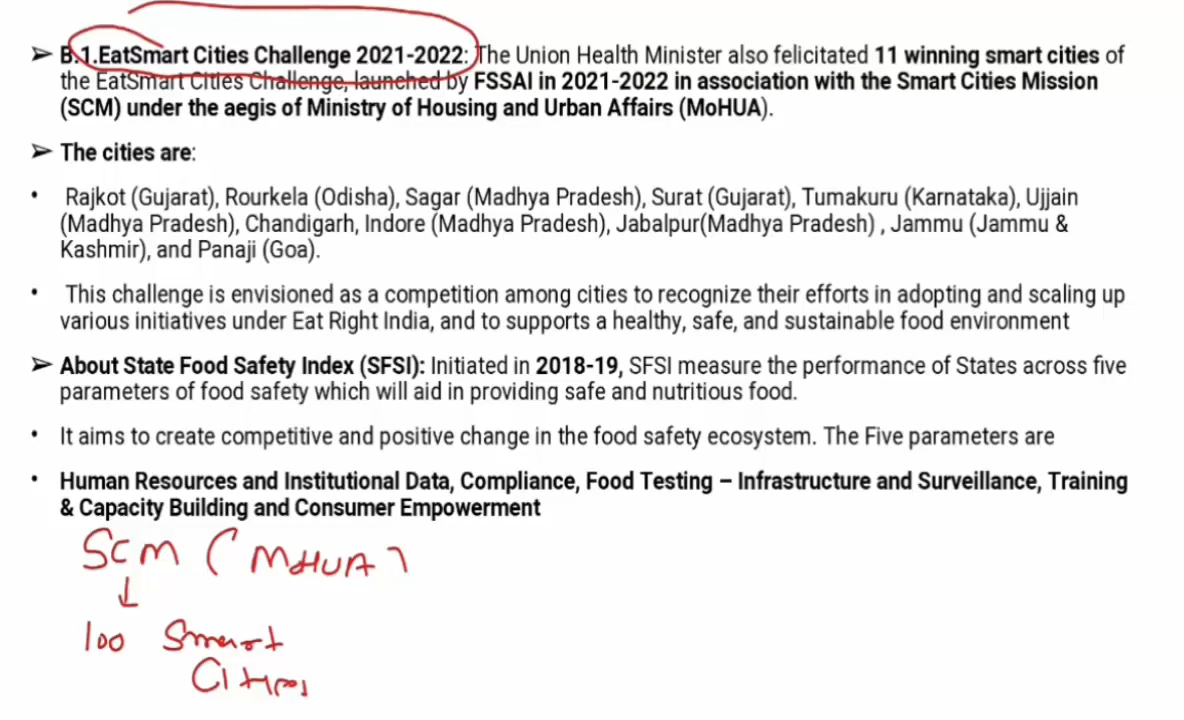 ➢ B.1.EatSmart Cities Challenge 2021-2022: The Union Health Minister also felicitated 11 winning smart cities of
the EatSmart Cities Challenge, launched by FSSAI in 2021-2022 in association with the Smart Cities Mission
(SCM) under the aegis of Ministry of Housing and Urban Affairs (MoHUA).
➢ The cities are:
• Rajkot (Gujarat), Rourkela (Odisha), Sagar (Madhya Pradesh), Surat (Gujarat), Tumakuru (Karnataka), Ujjain
(Madhya Pradesh), Chandigarh, Indore (Madhya Pradesh), Jabalpur(Madhya Pradesh) , Jammu (Jammu &
Kashmir), and Panaji (Goa).
• This challenge is envisioned as a competition among cities to recognize their efforts in adopting and scaling up
various initiatives under Eat Right India, and to supports a healthy, safe, and sustainable food environment
➢ About State Food Safety Index (SFSI): Initiated in 2018-19, SFSI measure the performance of States across five
parameters of food safety which will aid in providing safe and nutritious food.
• It aims to create competitive and positive change in the food safety ecosystem. The Five parameters are
• Human Resources and Institutional Data, Compliance, Food Testing – Infrastructure and Surveillance, Training
& Capacity Building and Consumer Empowerment
SCM (MoHUA)
↓
100 Smart
Cities